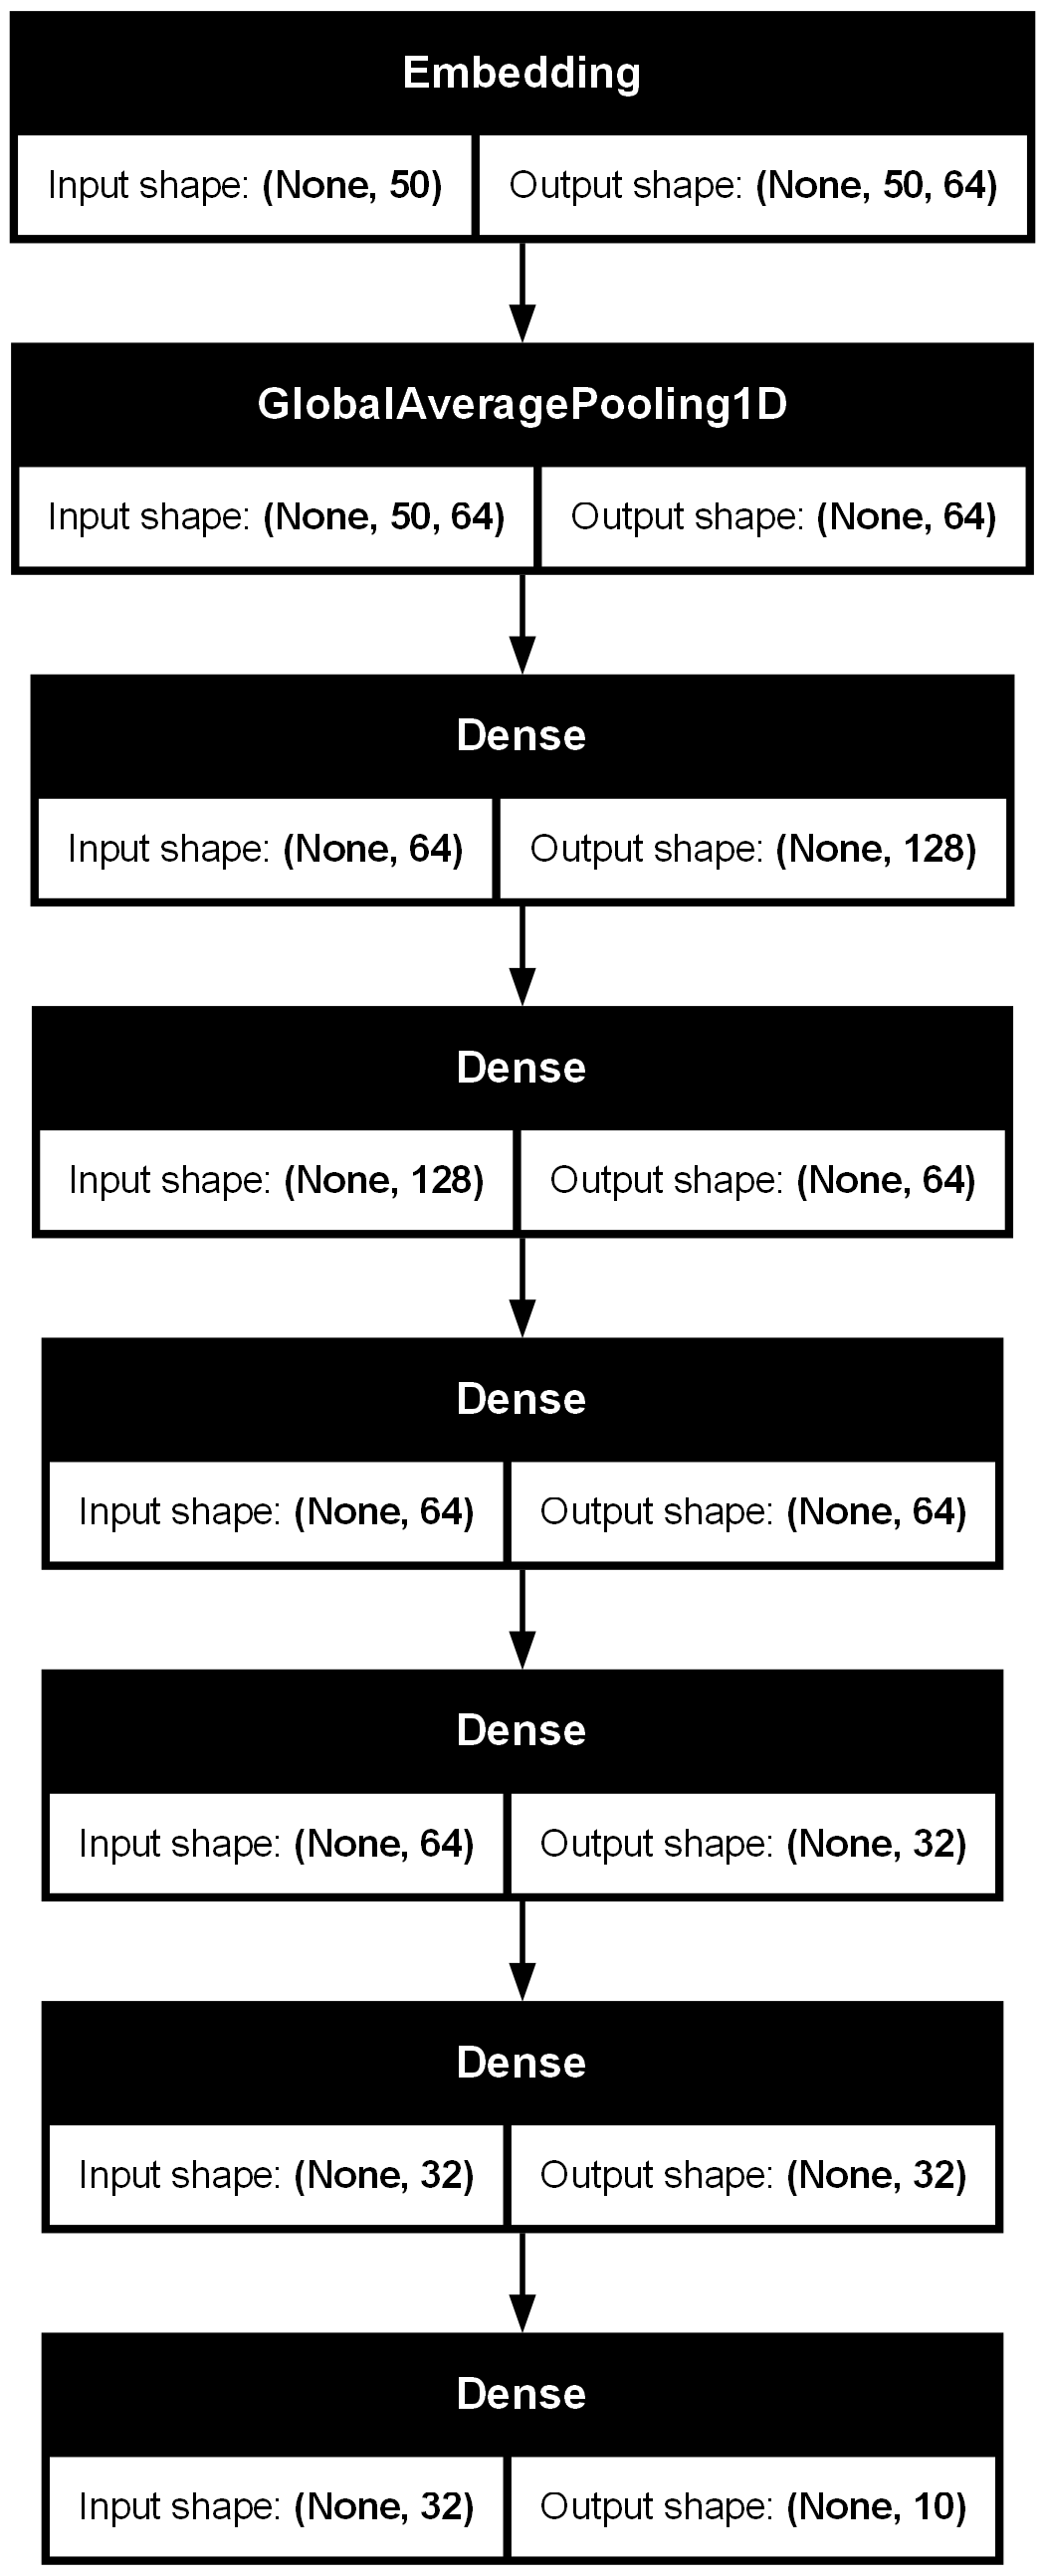 Embedding
Input shape: (None, 50) Output shape: (None, 50, 64)
GlobalAveragePooling1D
Input shape: (None, 50, 64) Output shape: (None, 64)
Dense
Input shape: (None, 64) Output shape: (None, 128)
Dense
Input shape: (None, 128) Output shape: (None, 64)
Dense
Input shape: (None, 64) Output shape: (None, 64)
Dense
Input shape: (None, 64) Output shape: (None, 32)
Dense
Input shape: (None, 32) Output shape: (None, 32)
Dense
Input shape: (None, 32) Output shape: (None, 10)